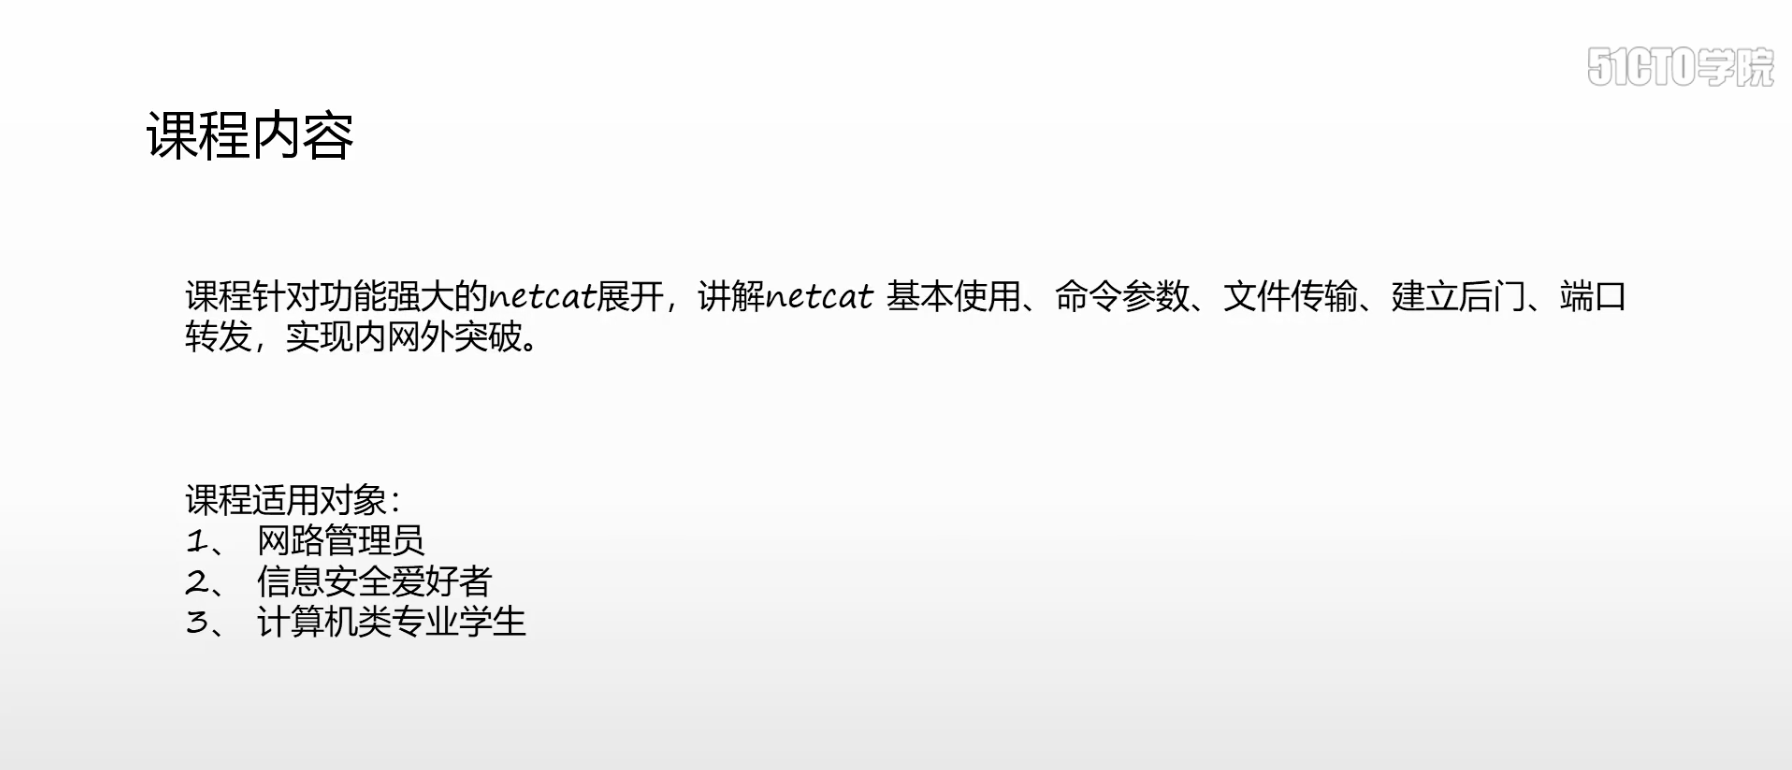 51CTO学院
课程内容
课程针对功能强大的netcat展开，讲解netcat 基本使用、命令参数、文件传输、建立后门、端口
转发，实现内网外突破。
课程适用对象：
1、 网路管理员
2、 信息安全爱好者
3、 计算机类专业学生